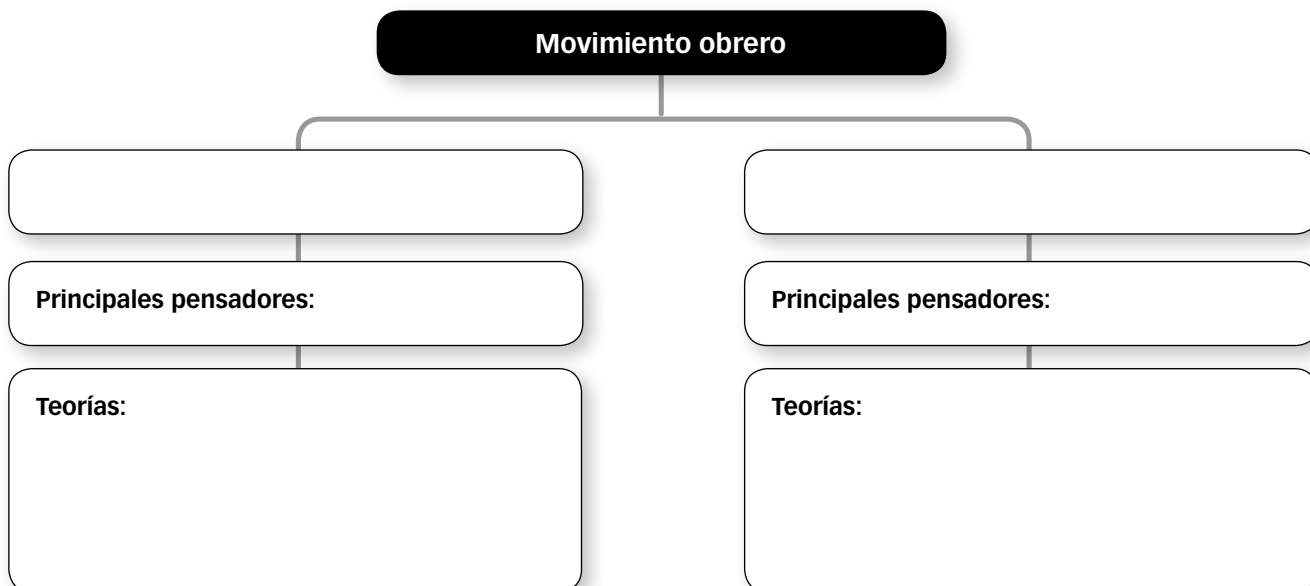 Movimiento obrero
Principales pensadores:
Principales pensadores:
Teorías:
Teorías: